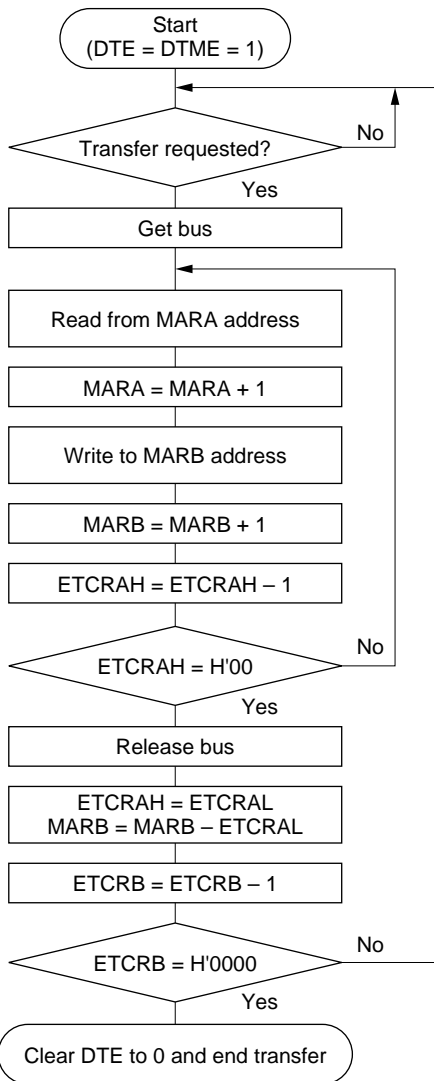 Start
(DTE = DTME = 1)
No
Transfer requested?
Yes
Get bus
Read from MARA address
MARA = MARA + 1
Write to MARB address
MARB = MARB + 1
ETCRAH = ETCRAH – 1
No
ETCRAH = H'00
Yes
Release bus
ETCRAH = ETCRAL
MARB = MARB – ETCRAL
ETCRB = ETCRB – 1
No
ETCRB = H'0000
Yes
Clear DTE to 0 and end transfer